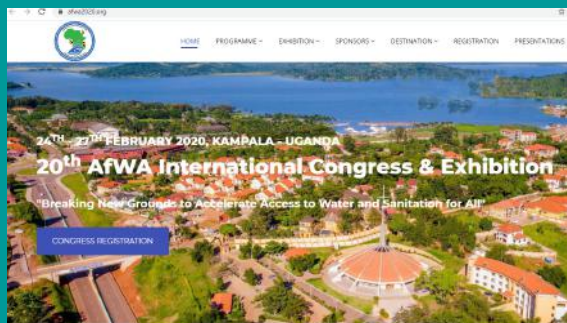 afwa2020.org
HOME PROGRAMME EXHIBITION SPONSORS DESTINATION REGISTRATION PRESENTATIONS
24TH - 27TH FEBRUARY 2020, KAMPALA - UGANDA
20th AfWA International Congress & Exhibition
"Breaking New Grounds to Accelerate Access to Water and Sanitation for All"
CONGRESS REGISTRATION